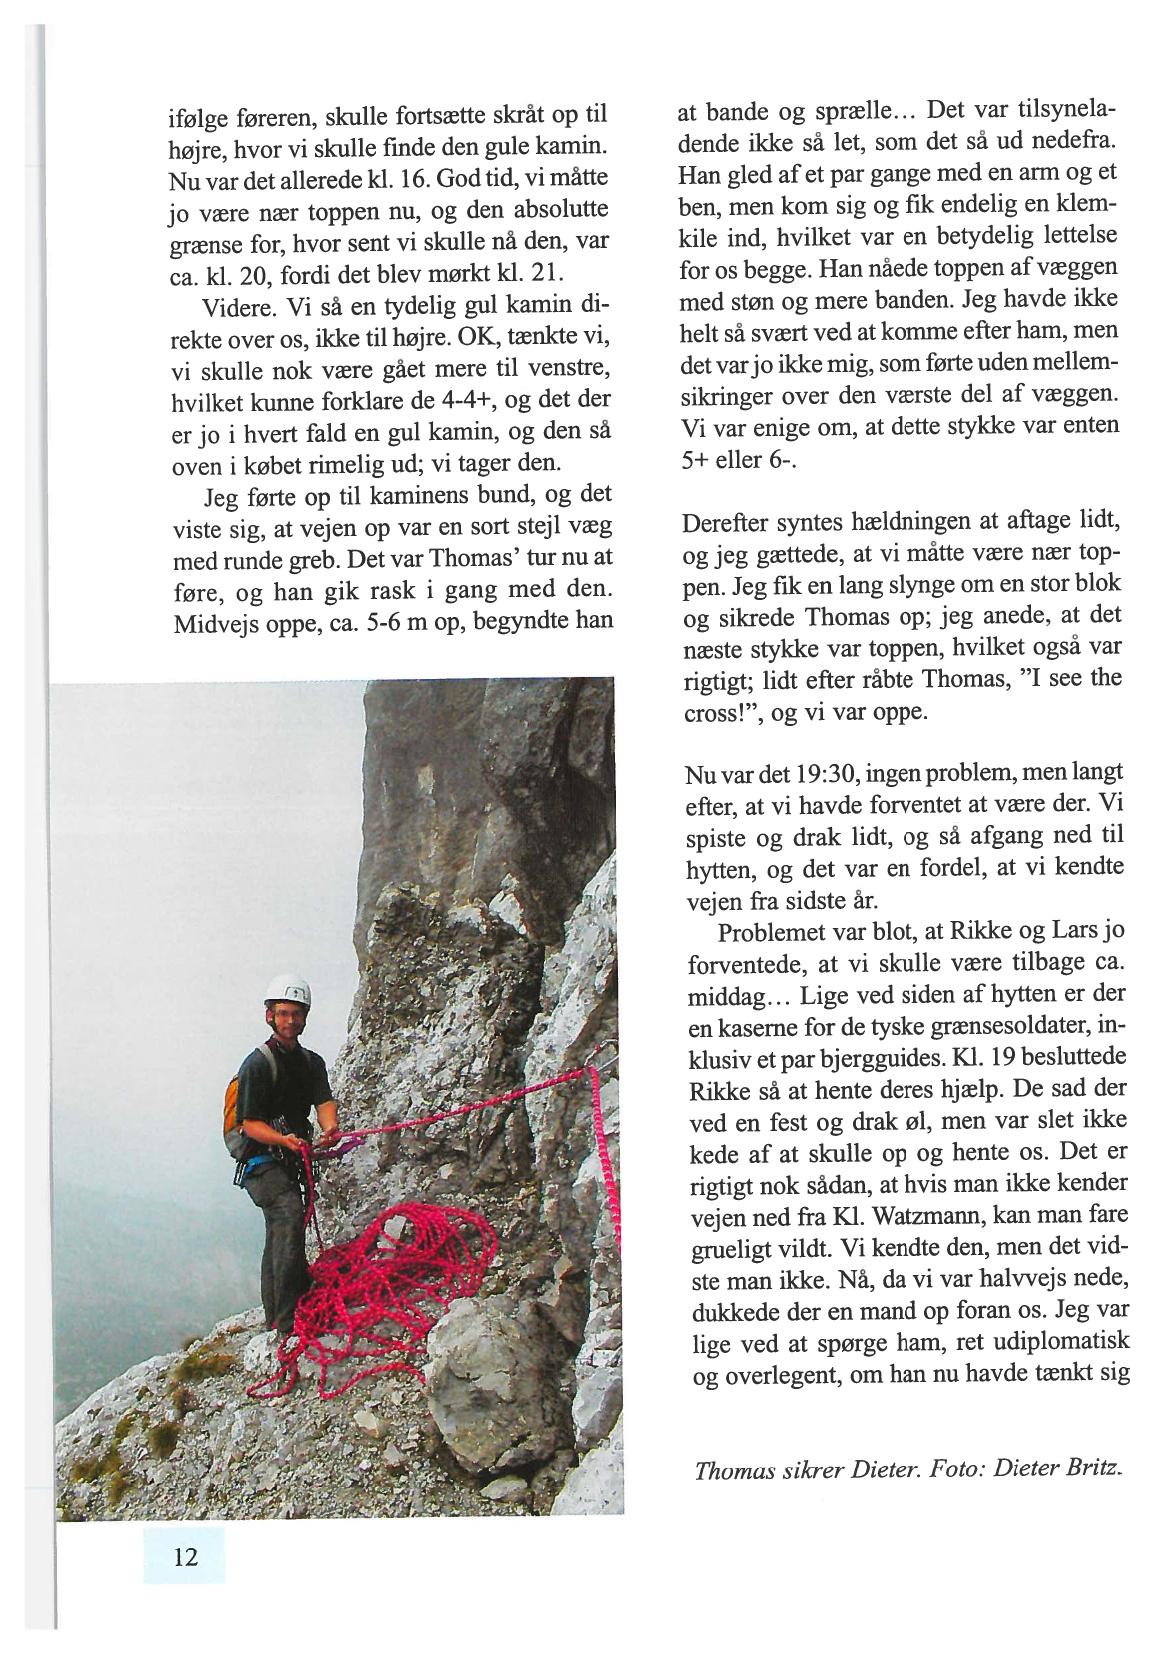 ifølge føreren, skulle fortsætte skråt op til
højre, hvor vi skulle finde den gule kamin.
Nu var det allerede kl. 16. God tid, vi måtte
jo være nær toppen nu, og den absolutte
grænse for, hvor sent vi skulle nå den, var
ca. kl. 20, fordi det blev mørkt kl. 21.
Videre. Vi så en tydelig gul kamin di-
rekte over os, ikke til højre. OK, tænkte vi,
vi skulle nok være gået mere til venstre,
hvilket kunne forklare de 4-4+, og det der
er jo i hvert fald en gul kamin, og den så
oven i købet rimelig ud; vi tager den.
Jeg førte op til kaminens bund, og det
viste sig, at vejen op var en sort stejl væg
med runde greb. Det var Thomas’ tur nu at
føre, og han gik rask i gang med den.
Midvejs oppe, ca. 5-6 m op, begyndte han
at bande og sprælle... Det var tilsynela-
dende ikke så let, som det så ud nedefra.
Han gled af et par gange med en arm og et
ben, men kom sig og fik endelig en klem-
kile ind, hvilket var en betydelig lettelse
for os begge. Han nåede toppen af væggen
med støn og mere banden. Jeg havde ikke
helt så svært ved at komme efter ham, men
det var jo ikke mig, som førte uden mellem-
sikringer over den værste del af væggen.
Vi var enige om, at dette stykke var enten
5+ eller 6-.
Derefter syntes hældningen at aftage lidt,
og jeg gættede, at vi måtte være nær top-
pen. Jeg fik en lang slynge om en stor blok
og sikrede Thomas op; jeg anede, at det
næste stykke var toppen, hvilket også var
rigtigt; lidt efter råbte Thomas, ”I see the
cross!”, og vi var oppe.
Nu var det 19:30, ingen problem, men langt
efter, at vi havde forventet at være der. Vi
spiste og drak lidt, og så afgang ned til
hytten, og det var en fordel, at vi kendte
vejen fra sidste år.
Problemet var blot, at Rikke og Lars jo
forventede, at vi skulle være tilbage ca.
middag... Lige ved siden af hytten er der
en kaserne for de tyske grænsesoldater, in-
klusiv et par bjergguides. Kl. 19 besluttede
Rikke så at hente deres hjælp. De sad der
ved en fest og drak øl, men var slet ikke
kede af at skulle op og hente os. Det er
rigtigt nok sådan, at hvis man ikke kender
vejen ned fra Kl. Watzmann, kan man fare
grueligt vildt. Vi kendte den, men det vid-
ste man ikke. Nå, da vi var halvvejs nede,
dukkede der en mand op foran os. Jeg var
lige ved at spørge ham, ret udiplomatisk
og overlegent, om han nu havde tænkt sig
Thomas sikrer Dieter. Foto: Dieter Britz.
12